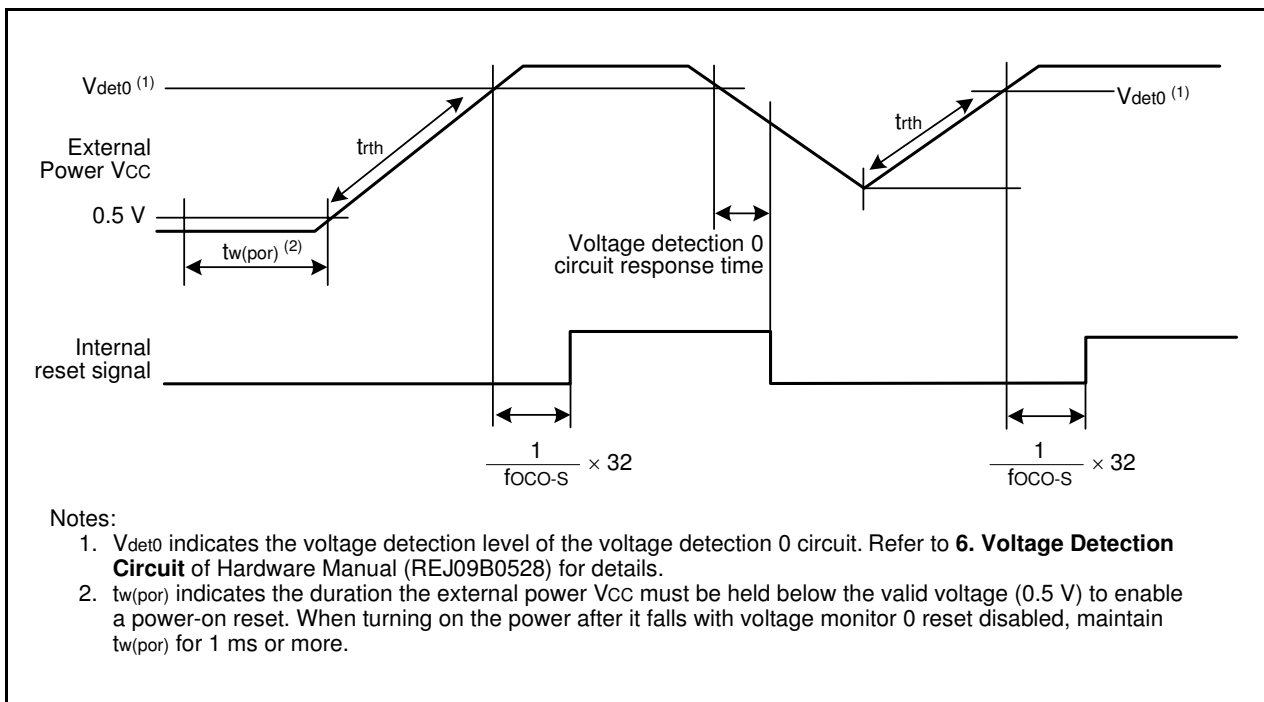 Vdet0 (1)
trth
External
Power VCC
0.5 V
tw(por) (2)
Voltage detection 0
circuit response time
trth
Vdet0 (1)
Internal
reset signal
1
fOCO-S
× 32
1
fOCO-S
× 32
Notes:
1. Vdet0 indicates the voltage detection level of the voltage detection 0 circuit. Refer to 6. Voltage Detection
Circuit of Hardware Manual (REJ09B0528) for details.
2. tw(por) indicates the duration the external power VCC must be held below the valid voltage (0.5 V) to enable
a power-on reset. When turning on the power after it falls with voltage monitor 0 reset disabled, maintain
tw(por) for 1 ms or more.